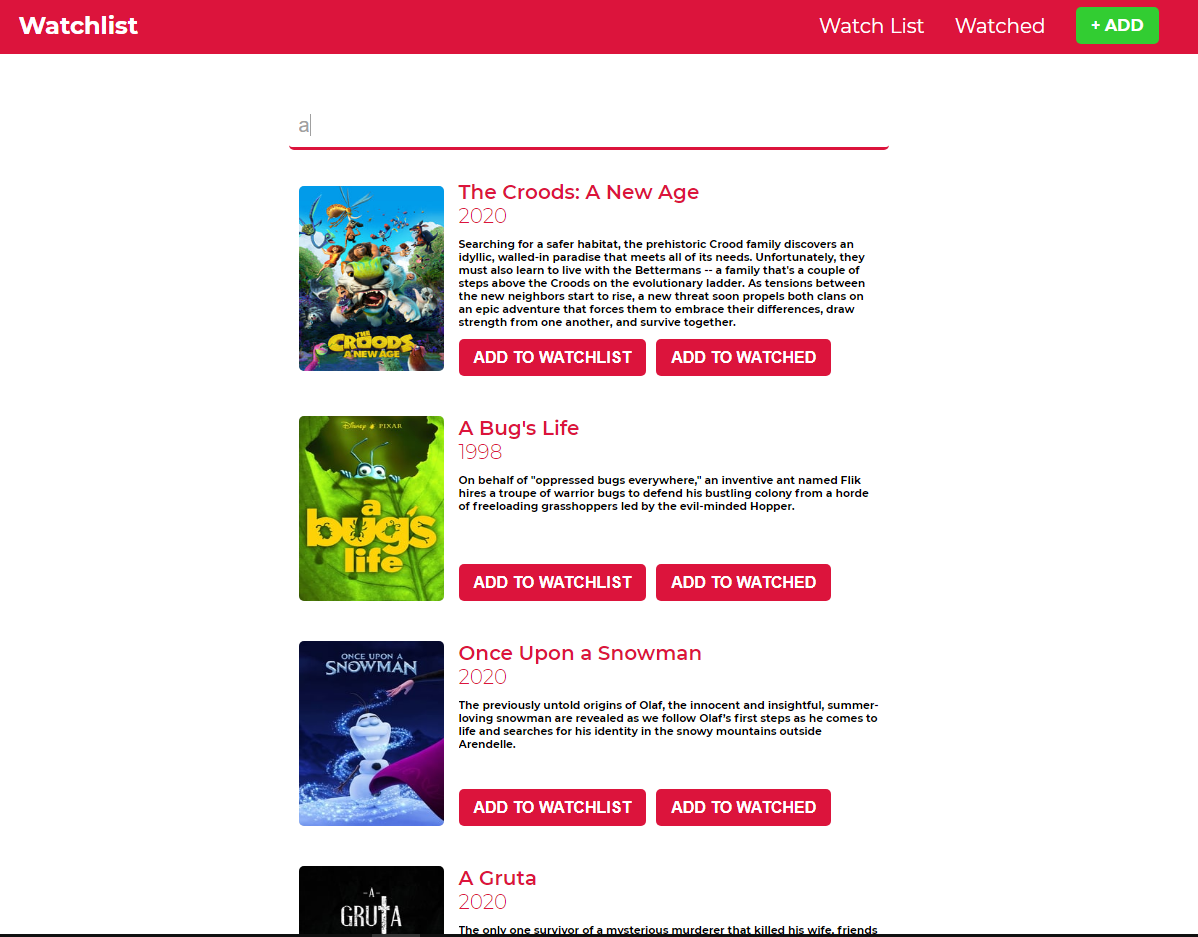 Watchlist
Watch List
Watched
+ ADD
a
The Croods: A New Age
2020
Searching for a safer habitat, the prehistoric Crood family discovers an
idyllic, walled-in paradise that meets all of its needs. Unfortunately, they
must also learn to live with the Bettermans -- a family that's a couple of
steps above the Croods on the evolutionary ladder. As tensions between
the new neighbors start to rise, a new threat soon propels both clans on
an epic adventure that forces them to embrace their differences, draw
strength from one another, and survive together.
THE
CROODS
A NEW AGE
ADD TO WATCHLIST
ADD TO WATCHED
Disney PIXAR
a
bug's
life
A Bug's Life
1998
On behalf of "oppressed bugs everywhere," an inventive ant named Flik
hires a troupe of warrior bugs to defend his bustling colony from a horde
of freeloading grasshoppers led by the evil-minded Hopper.
ADD TO WATCHLIST
ADD TO WATCHED
ONCE UPON A
SNOWMAN
Once Upon a Snowman
2020
The previously untold origins of Olaf, the innocent and insightful, summer-
loving snowman are revealed as we follow Olaf's first steps as he comes to
life and searches for his identity in the snowy mountains outside
Arendelle.
ADD TO WATCHLIST
ADD TO WATCHED
-A-
GRUTA
A Gruta
2020
The only one survivor of a mysterious murderer that killed his wife, friends